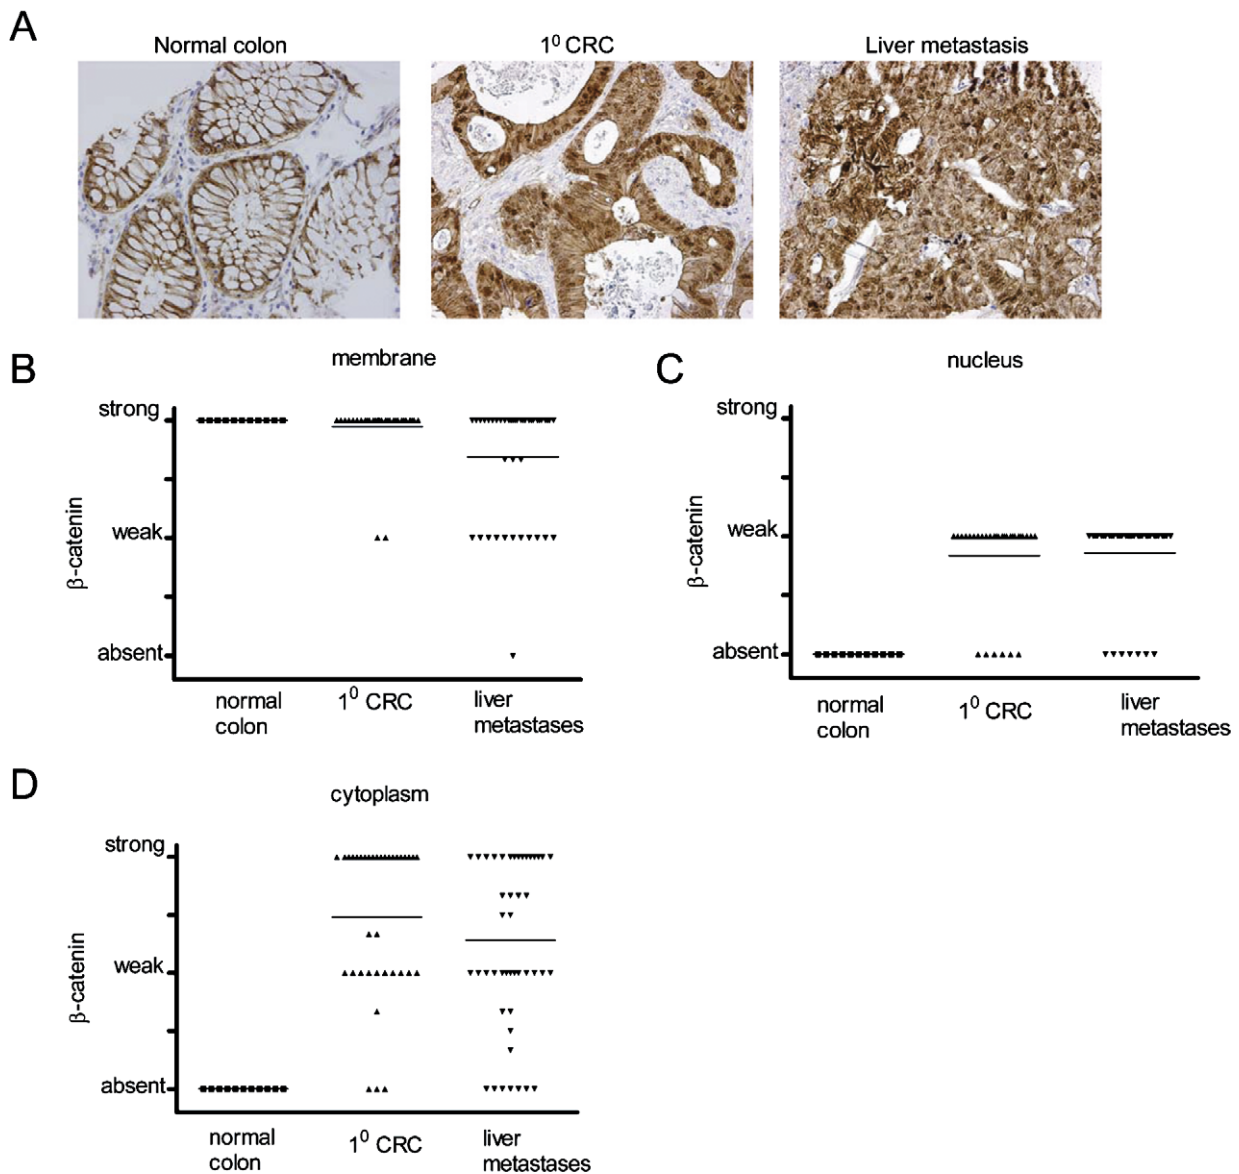 A
Normal colon
1⁰ CRC
Liver metastasis
B
membrane
strong
weak
absent
β-catenin
normal colon
1⁰ CRC
liver metastases
C
nucleus
strong
weak
absent
β-catenin
normal colon
1⁰ CRC
liver metastases
D
cytoplasm
strong
weak
absent
β-catenin
normal colon
1⁰ CRC
liver metastases